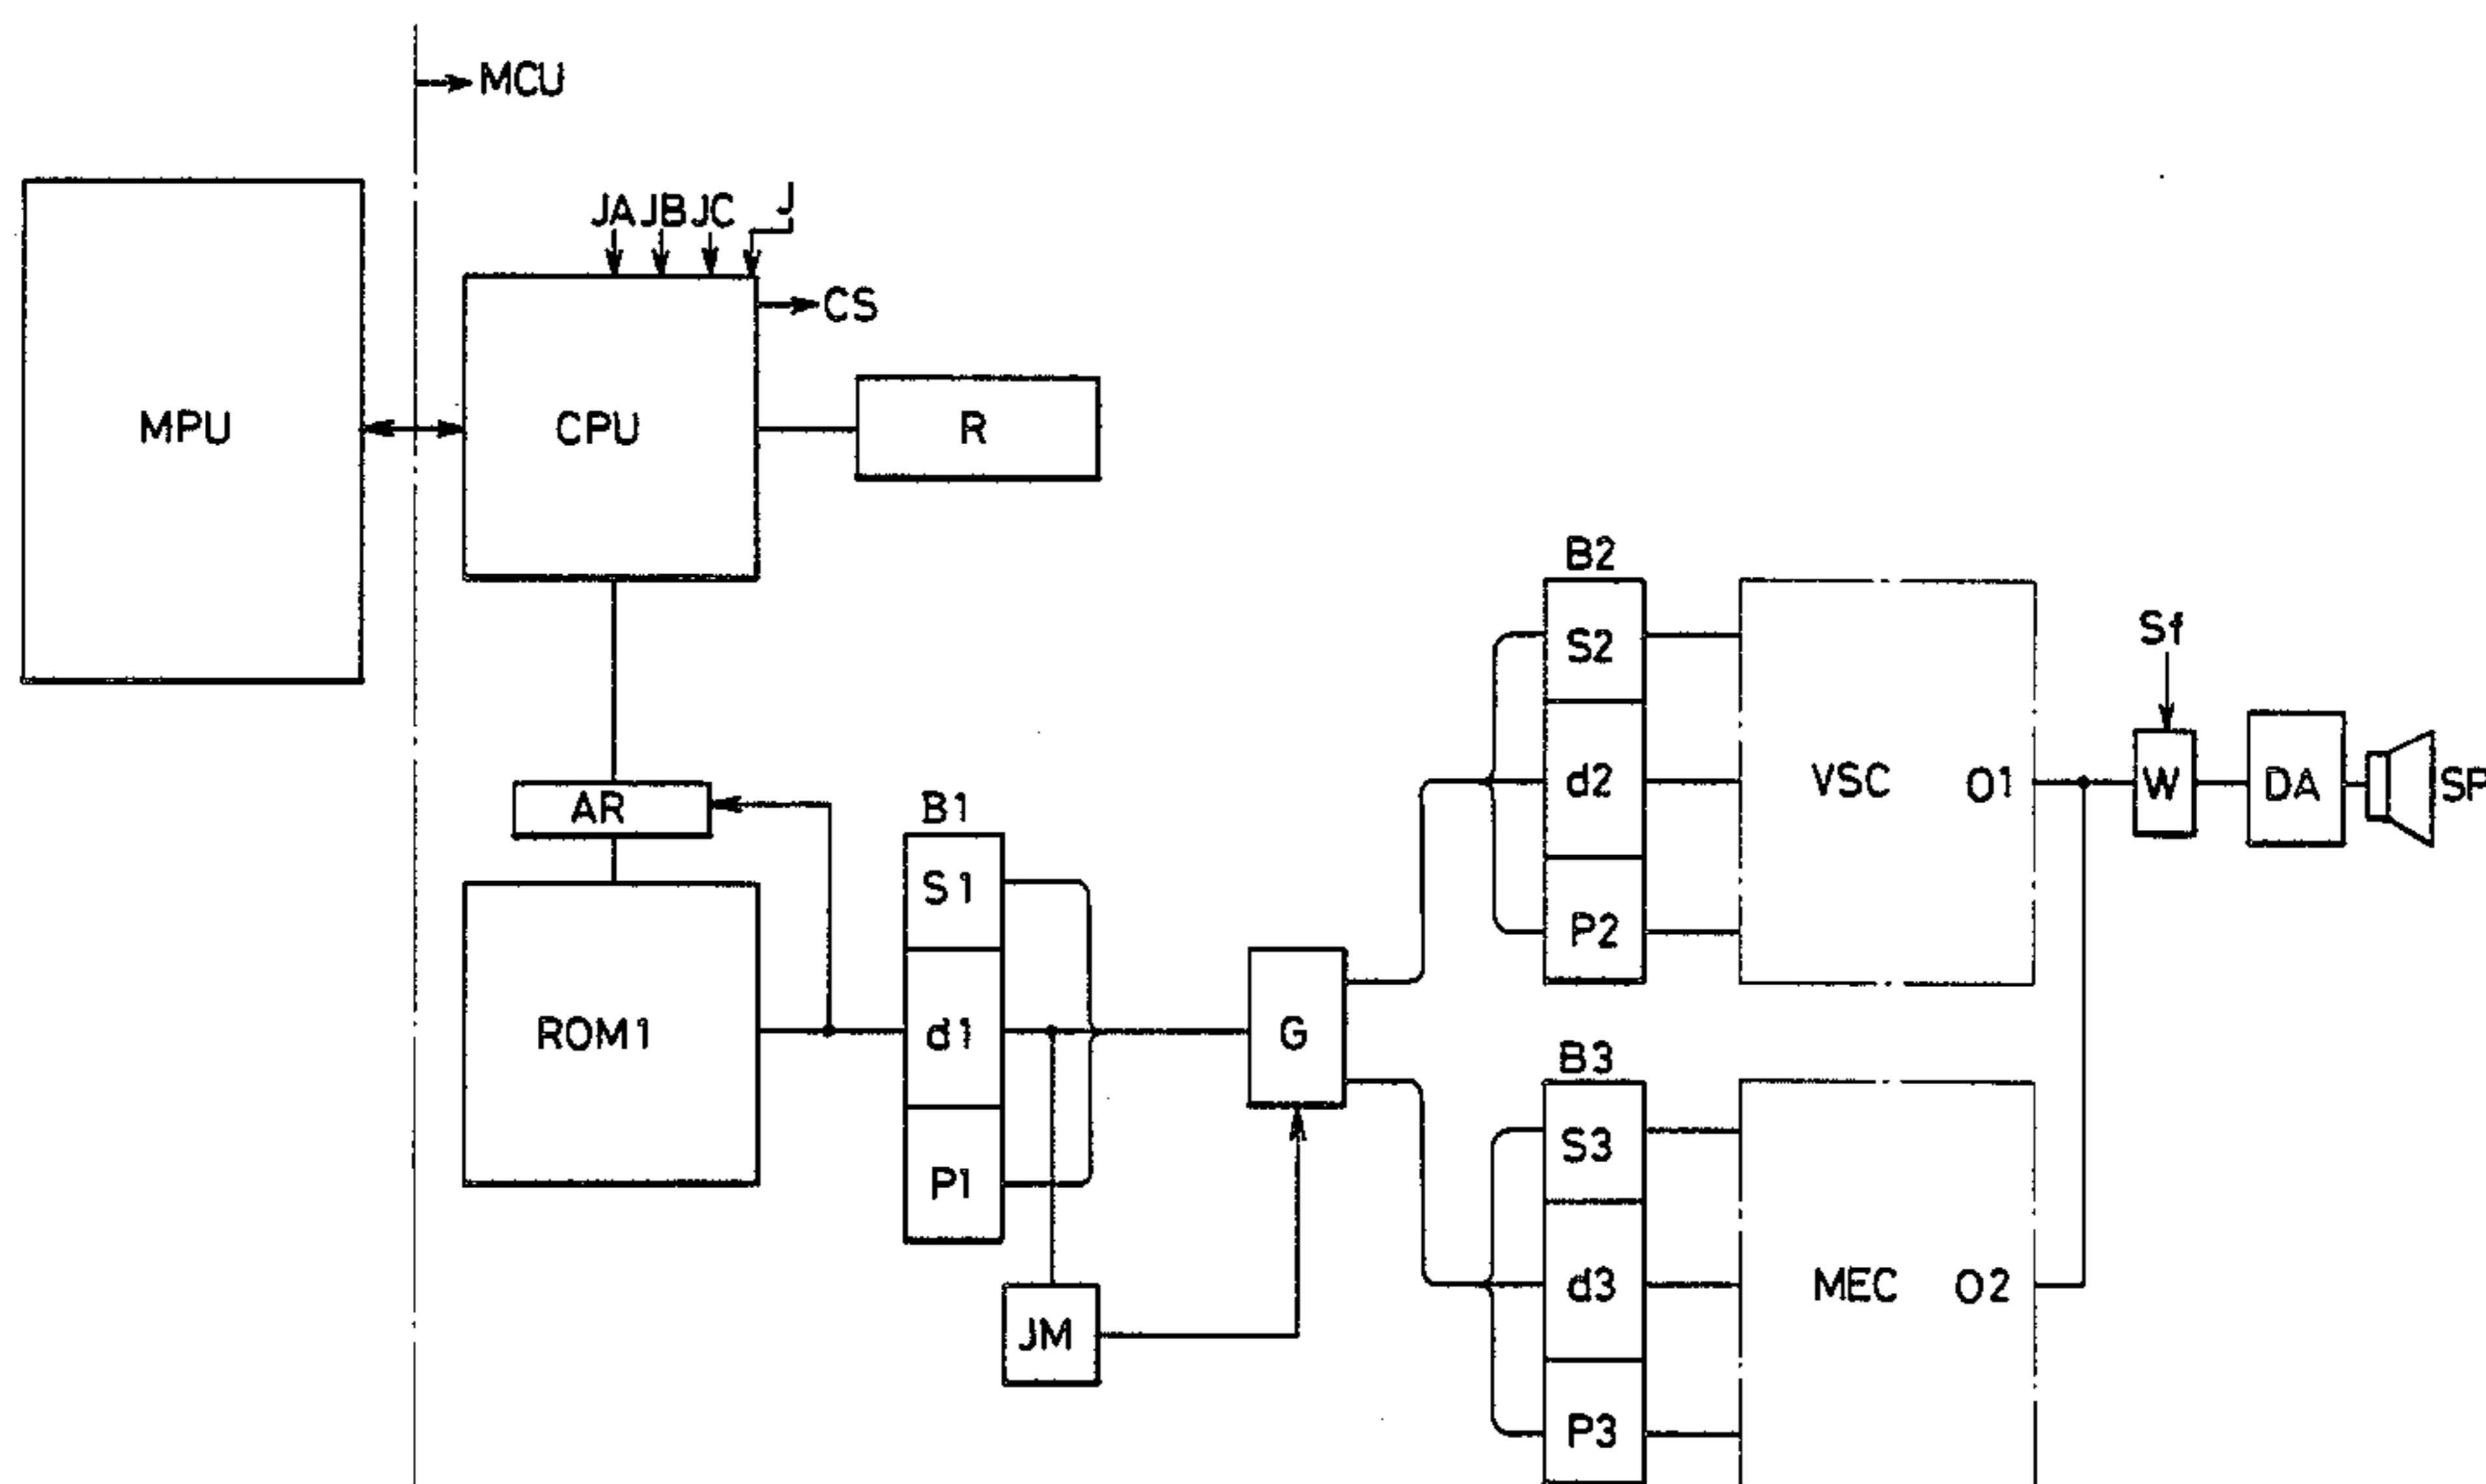 MCU
JA JB JC J
CS
MPU
CPU
R
B2
S2
d2
P2
VSC
O1
Sf
W
DA
SP
AR
ROM1
B1
S1
d1
P1
G
JM
B3
S3
d3
P3
MEC
O2